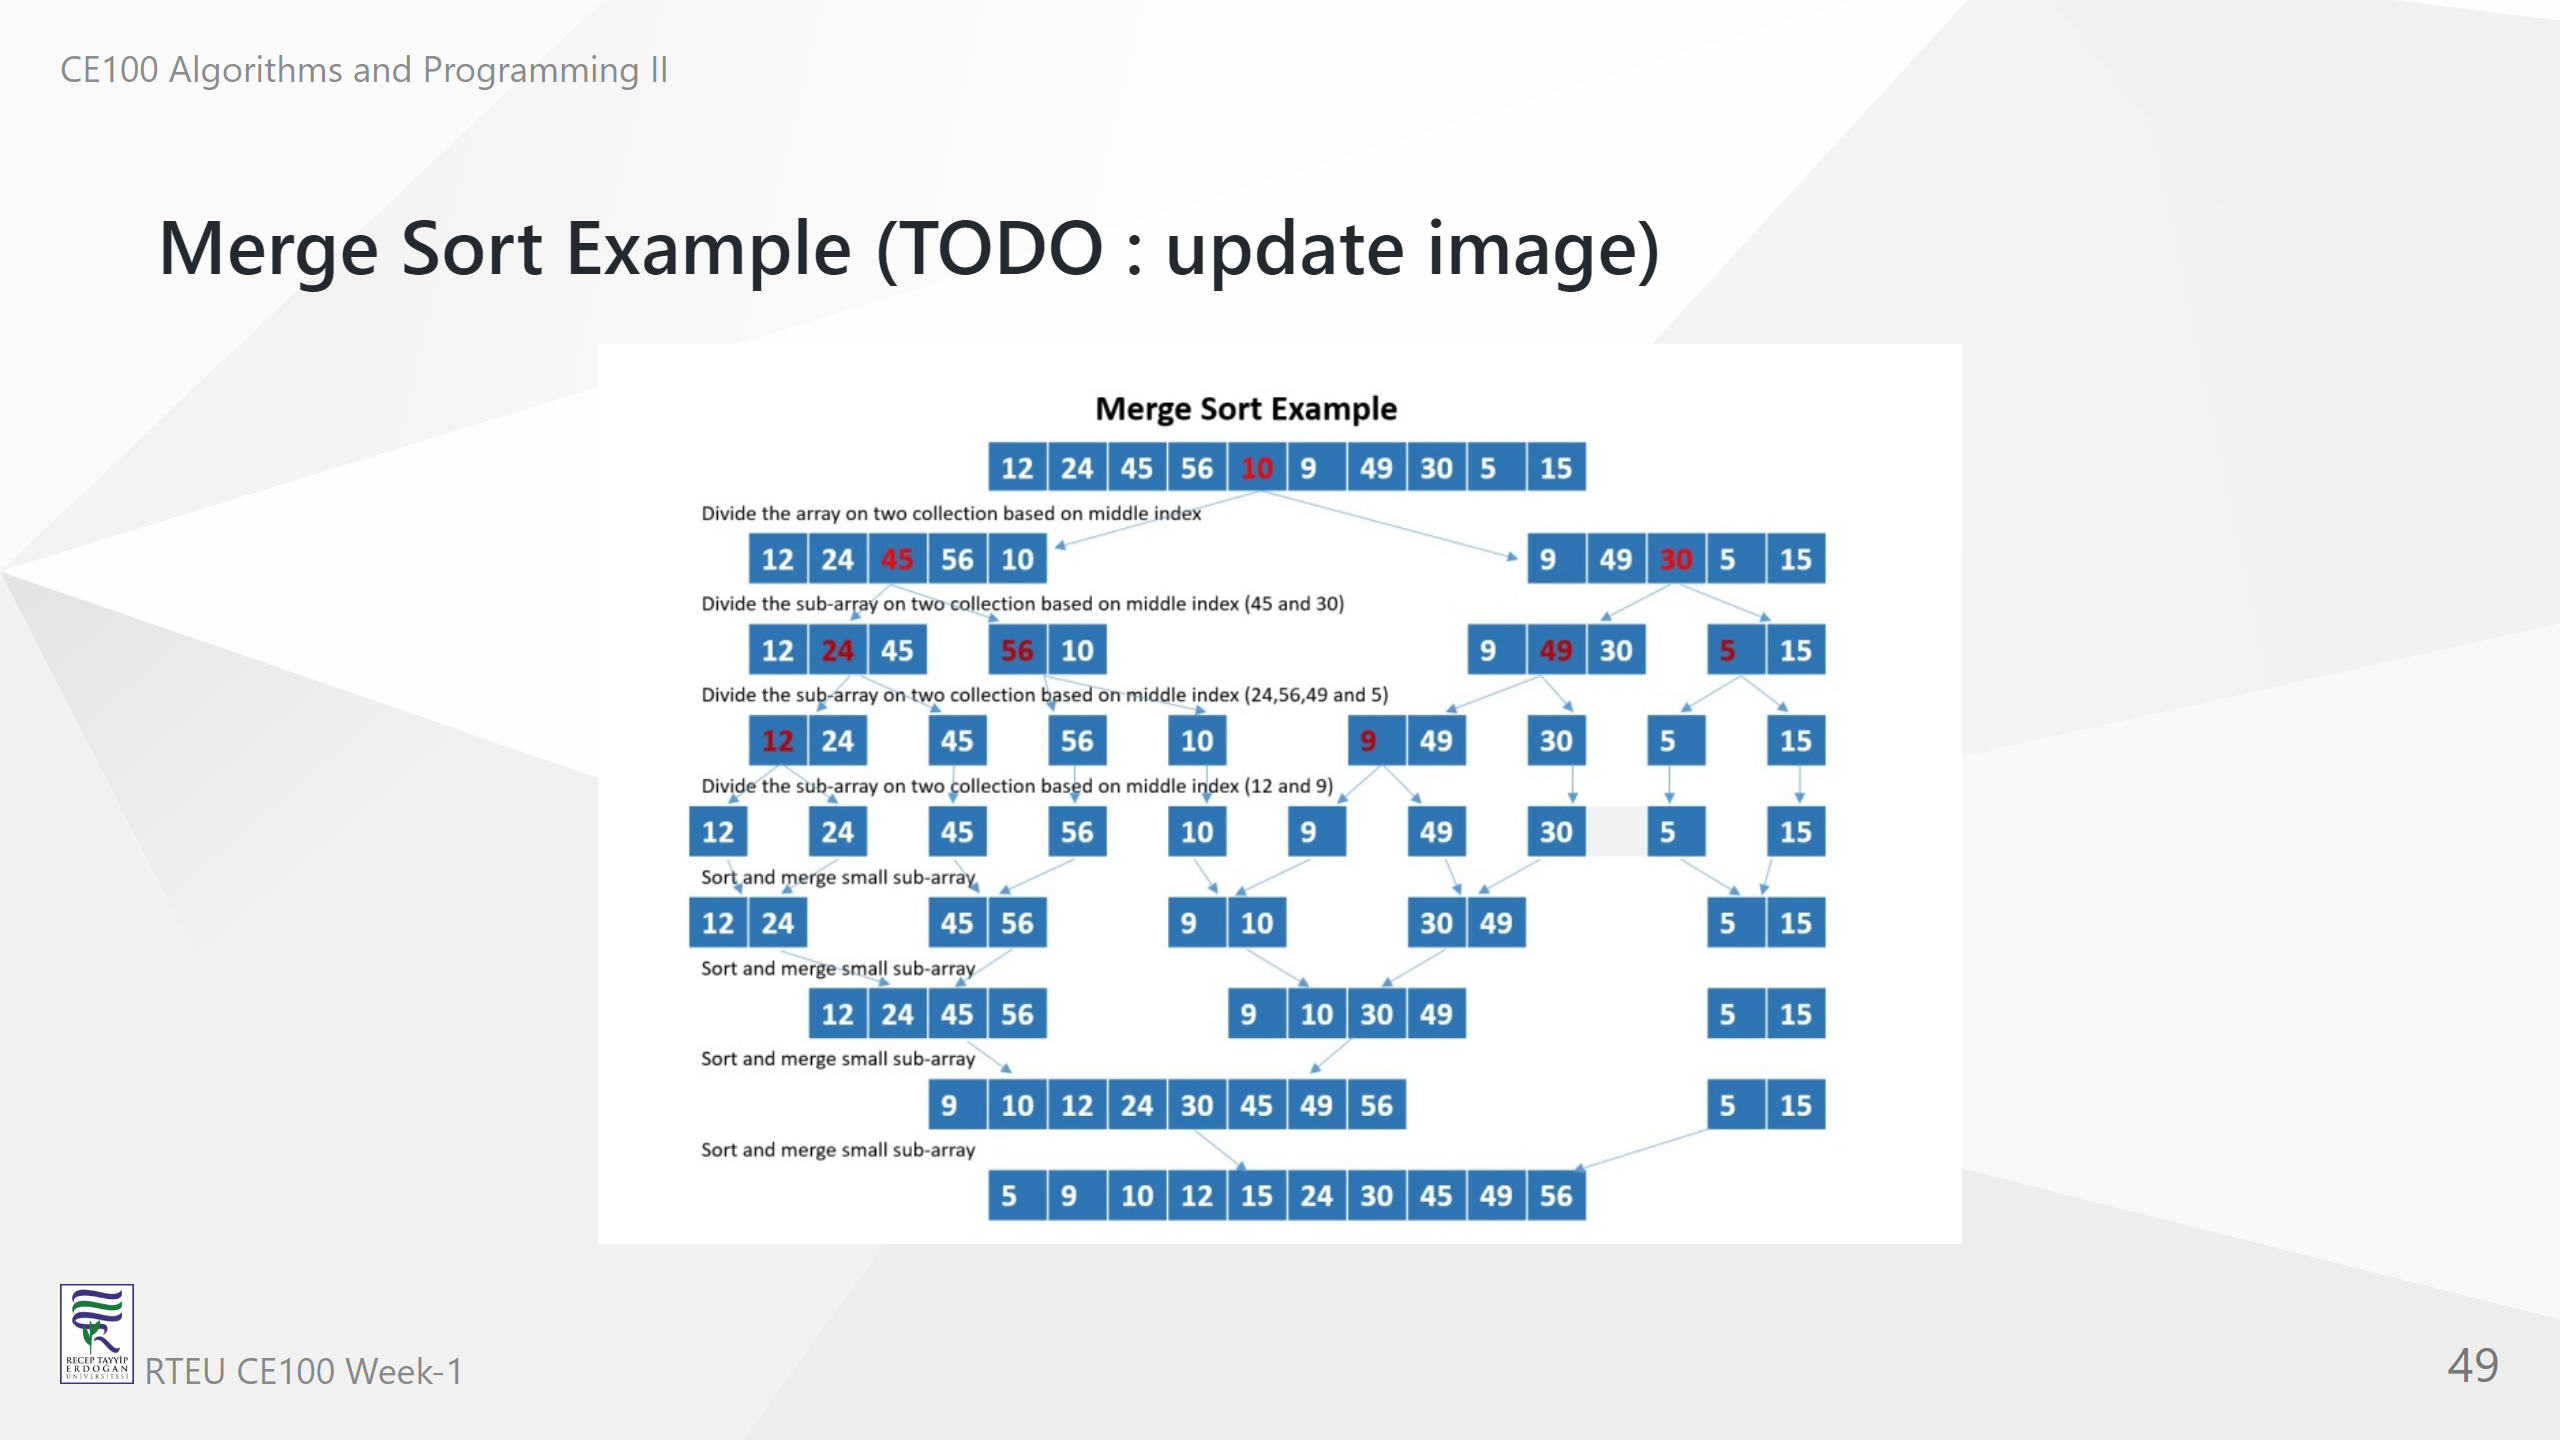 CE100 Algorithms and Programming II
Merge Sort Example (TODO : update image)
Merge Sort Example
12 24 45 56 10 9 49 30 5 15
Divide the array on two collection based on middle index
12 24 45 56 10 9 49 30 5 15
Divide the sub-array on two collection based on middle index (45 and 30)
12 24 45 56 10 9 49 30 5 15
Divide the sub-array on two collection based on middle index (24,56,49 and 5)
12 24 45 56 10 9 49 30 5 15
Divide the sub-array on two collection based on middle index (12 and 9)
12 24 45 56 10 9 49 30 5 15
Sort and merge small sub-array
12 24 45 56 9 10 30 49 5 15
Sort and merge small sub-array
12 24 45 56 9 10 30 49 5 15
Sort and merge small sub-array
9 10 12 24 30 45 49 56 5 15
Sort and merge small sub-array
5 9 10 12 15 24 30 45 49 56
RECEP TAYYİP
ERDOĞAN
ÜNİVERSİTESİ
RTEU CE100 Week-1
49